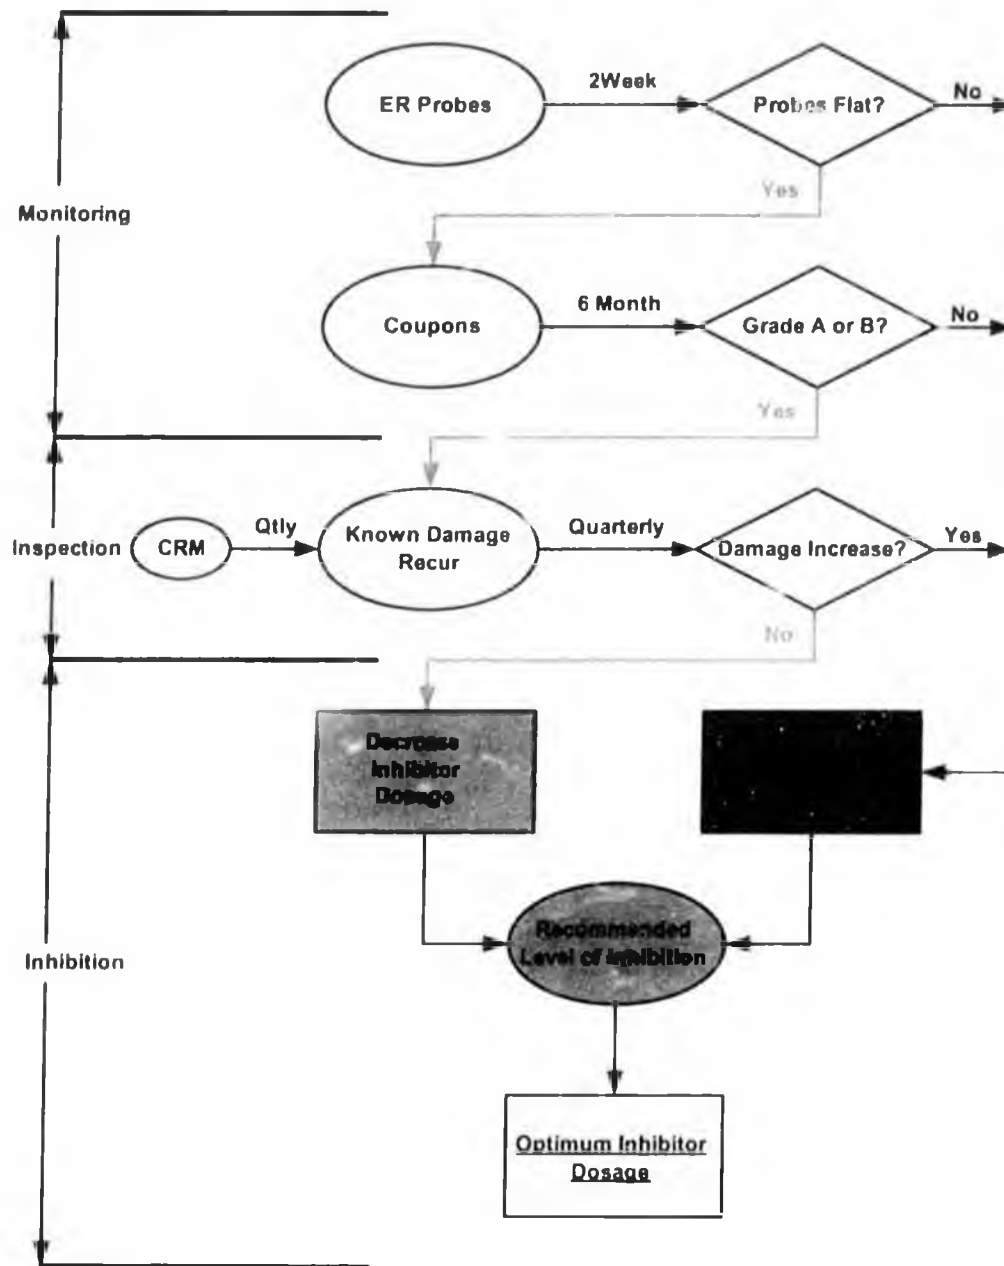 ER Probes
2Week
Probes Flat?
No
Yes
Monitoring
Coupons
6 Month
Grade A or B?
No
Yes
Inspection
CRM
Qtly
Known Damage
Recur
Quarterly
Damage Increase?
Yes
No
Decrease
Inhibitor
Dosage
Recommended
Level of Inhibition
Inhibition
Optimum Inhibitor
Dosage